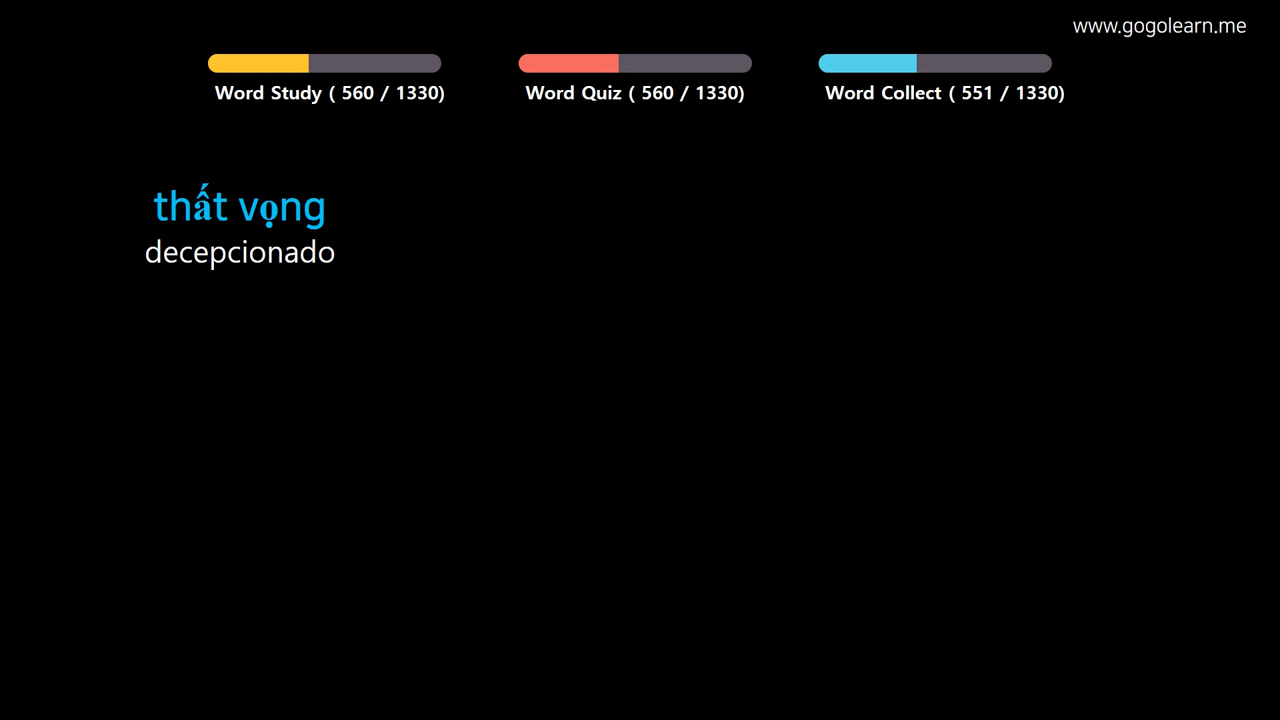 www.gogolearn.me
Word Study ( 560 / 1330)
Word Quiz ( 560 / 1330)
Word Collect ( 551 / 1330)
thất vọng
decepcionado